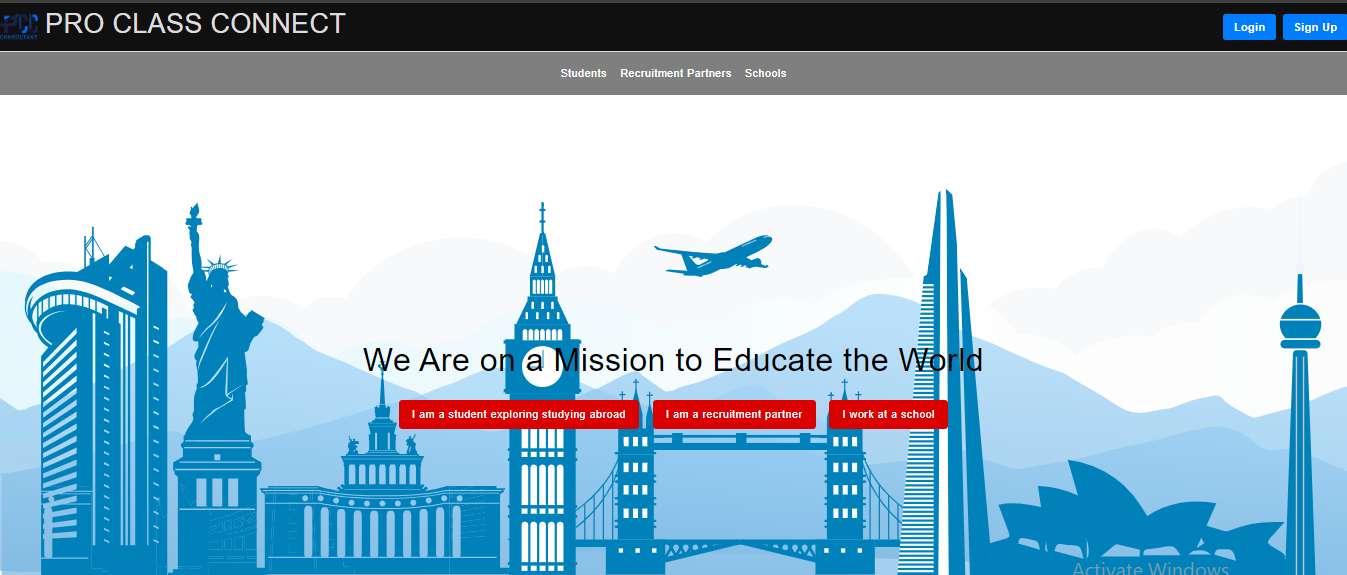 PCC
CONSULTANT
PRO CLASS CONNECT
Login
Sign Up
Students
Recruitment Partners
Schools
We Are on a Mission to Educate the World
I am a student exploring studying abroad
I am a recruitment partner
I work at a school
Activate Windows